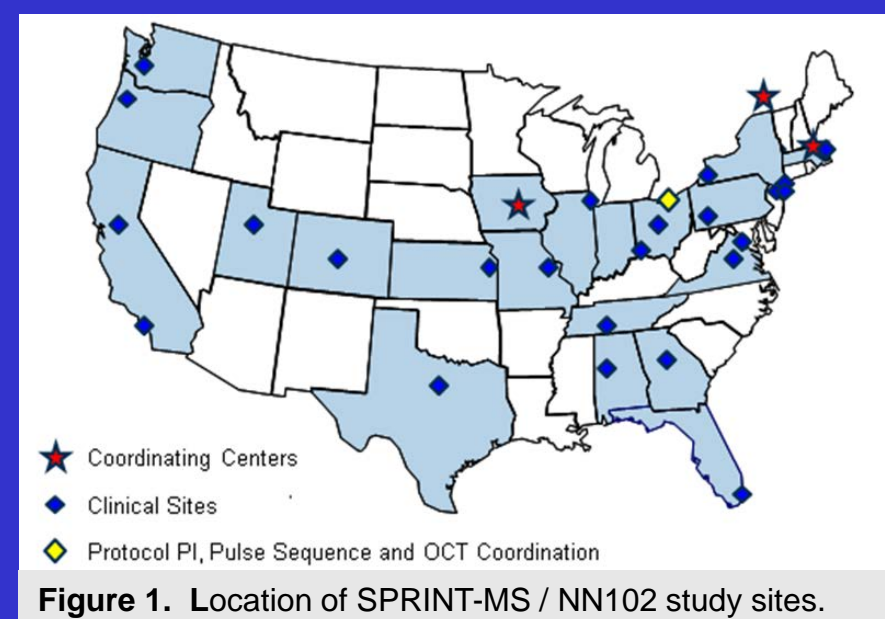 Coordinating Centers
Clinical Sites
Protocol PI, Pulse Sequence and OCT Coordination
Figure 1. Location of SPRINT-MS / NN102 study sites.